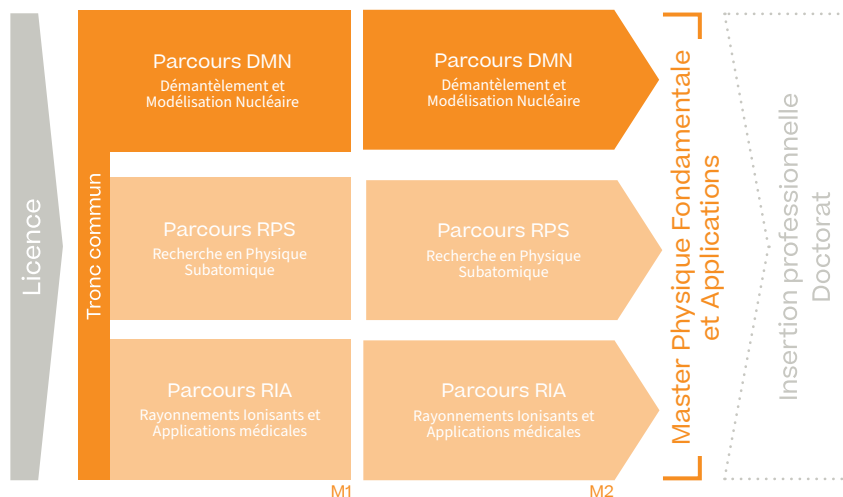 Licence
Tronc commun
Parcours DMN
Démantèlement et
Modélisation Nucléaire
Parcours DMN
Démantèlement et
Modélisation Nucléaire
Parcours RPS
Recherche en Physique
Subatomique
Parcours RPS
Recherche en Physique
Subatomique
Parcours RIA
Rayonnements Ionisants et
Applications médicales
Parcours RIA
Rayonnements Ionisants et
Applications médicales
M1
M2
Master Physique Fondamentale
et Applications
Insertion professionnelle
Doctorat